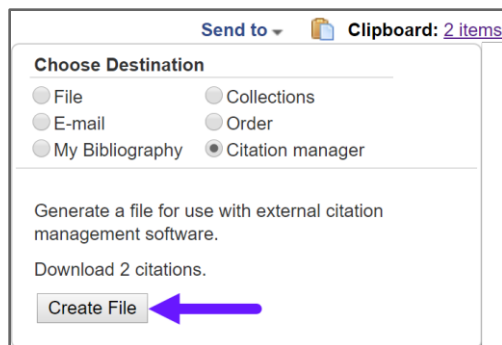 Send to Clipboard: 2 items
Choose Destination
File Collections
E-mail Order
My Bibliography Citation manager
Generate a file for use with external citation
management software.
Download 2 citations.
Create File